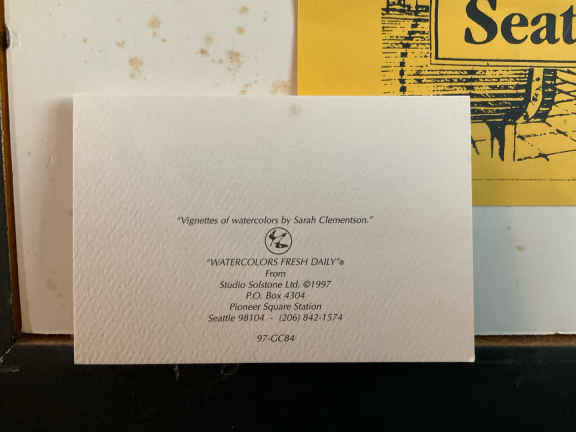 Seat
"Vignettes of watercolors by Sarah Clementson."
"WATERCOLORS FRESH DAILY"®
From
Studio Solstone Ltd. ©1997
P.O. Box 4304
Pioneer Square Station
Seattle 98104 - (206) 842-1574
97-GC84